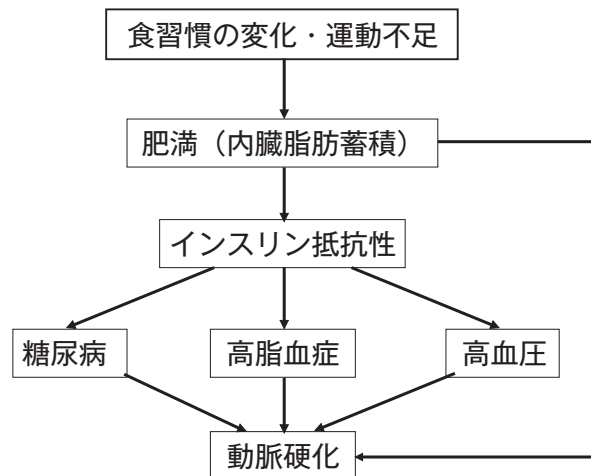 食習慣の変化・運動不足
肥満（内臓脂肪蓄積）
インスリン抵抗性
糖尿病
高脂血症
高血圧
動脈硬化